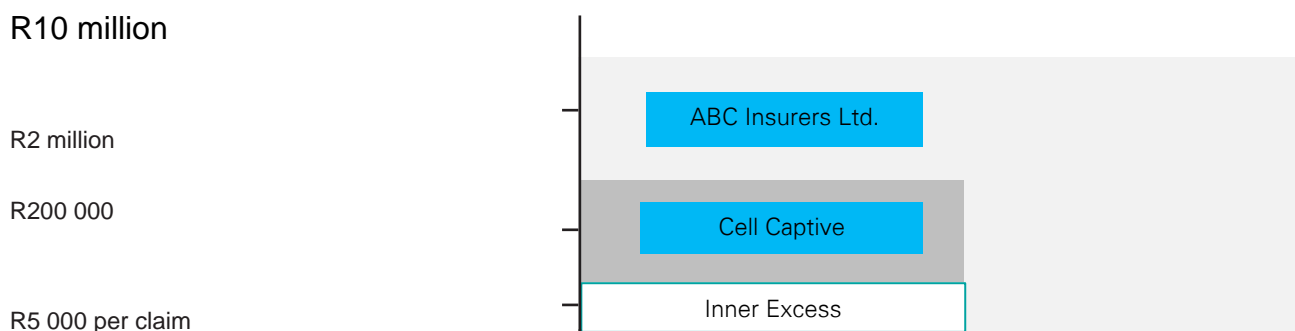 R10 million
ABC Insurers Ltd.
R2 million
R200 000
Cell Captive
Inner Excess
R5 000 per claim